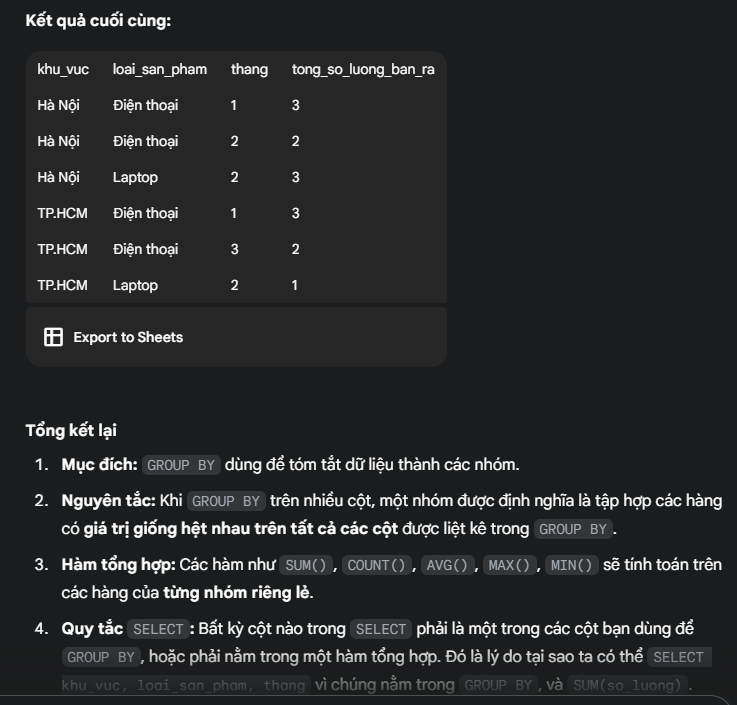 Kết quả cuối cùng:
khu_vuc loai_san_pham thang tong_so_luong_ban_ra
Hà Nội Điện thoại 1 3
Hà Nội Điện thoại 2 2
Hà Nội Laptop 2 3
TP.HCM Điện thoại 1 3
TP.HCM Điện thoại 3 2
TP.HCM Laptop 2 1
Export to Sheets
Tổng kết lại
1. Mục đích: GROUP BY dùng để tóm tắt dữ liệu thành các nhóm.
2. Nguyên tắc: Khi GROUP BY trên nhiều cột, một nhóm được định nghĩa là tập hợp các hàng
có giá trị giống hệt nhau trên tất cả các cột được liệt kê trong GROUP BY.
3. Hàm tổng hợp: Các hàm như SUM(), COUNT(), AVG(), MAX(), MIN() sẽ tính toán trên
các hàng của từng nhóm riêng lẻ.
4. Quy tắc SELECT: Bất kỳ cột nào trong SELECT phải là một trong các cột bạn dùng để
GROUP BY, hoặc phải nằm trong một hàm tổng hợp. Đó là lý do tại sao ta có thể SELECT
khu_vuc, loai_san_pham, thang vì chúng nằm trong GROUP BY, và SUM(so_luong).